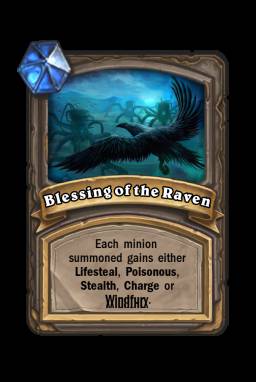 Blessing of the Raven
Each minion
summoned gains either
Lifesteal, Poisonous,
Stealth, Charge or